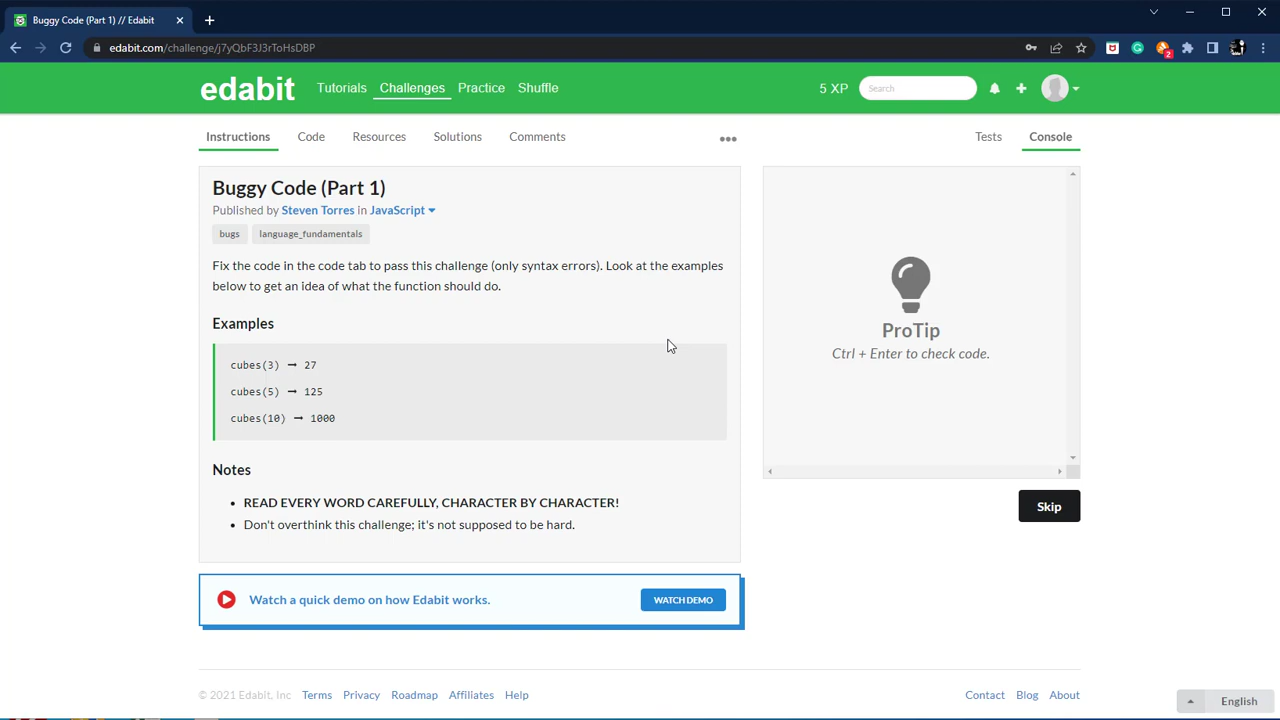 Buggy Code (Part 1) // Edabit
edabit.com/challenge/j7yQbF3J3rToHsDBP
2
edabit Tutorials Challenges Practice Shuffle 5 XP Search
Instructions Code Resources Solutions Comments Tests Console
Buggy Code (Part 1)
Published by Steven Torres in JavaScript
bugs language_fundamentals
Fix the code in the code tab to pass this challenge (only syntax errors). Look at the examples
below to get an idea of what the function should do.
Examples
cubes(3) ➞ 27
cubes(5) ➞ 125
cubes(10) ➞ 1000
Notes
• READ EVERY WORD CAREFULLY, CHARACTER BY CHARACTER!
• Don't overthink this challenge; it's not supposed to be hard.
ProTip
Ctrl + Enter to check code.
Skip
Watch a quick demo on how Edabit works. WATCH DEMO
© 2021 Edabit, Inc Terms Privacy Roadmap Affiliates Help Contact Blog About
English